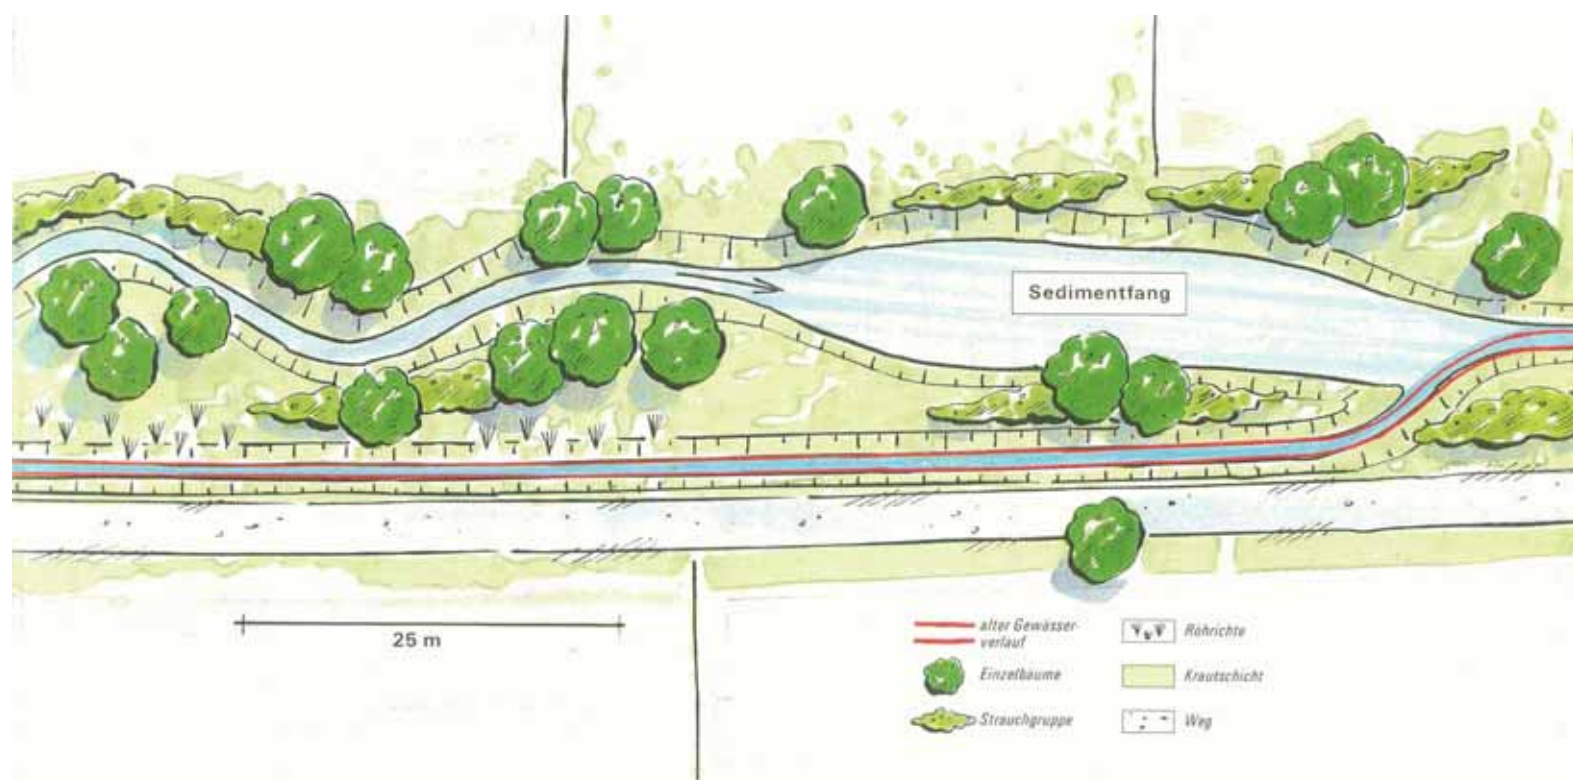 Sedimentfang
25 m
alter Gewässer-
verlauf
Einzelbäume
Strauchgruppe
Röhrichte
Krautschicht
Weg